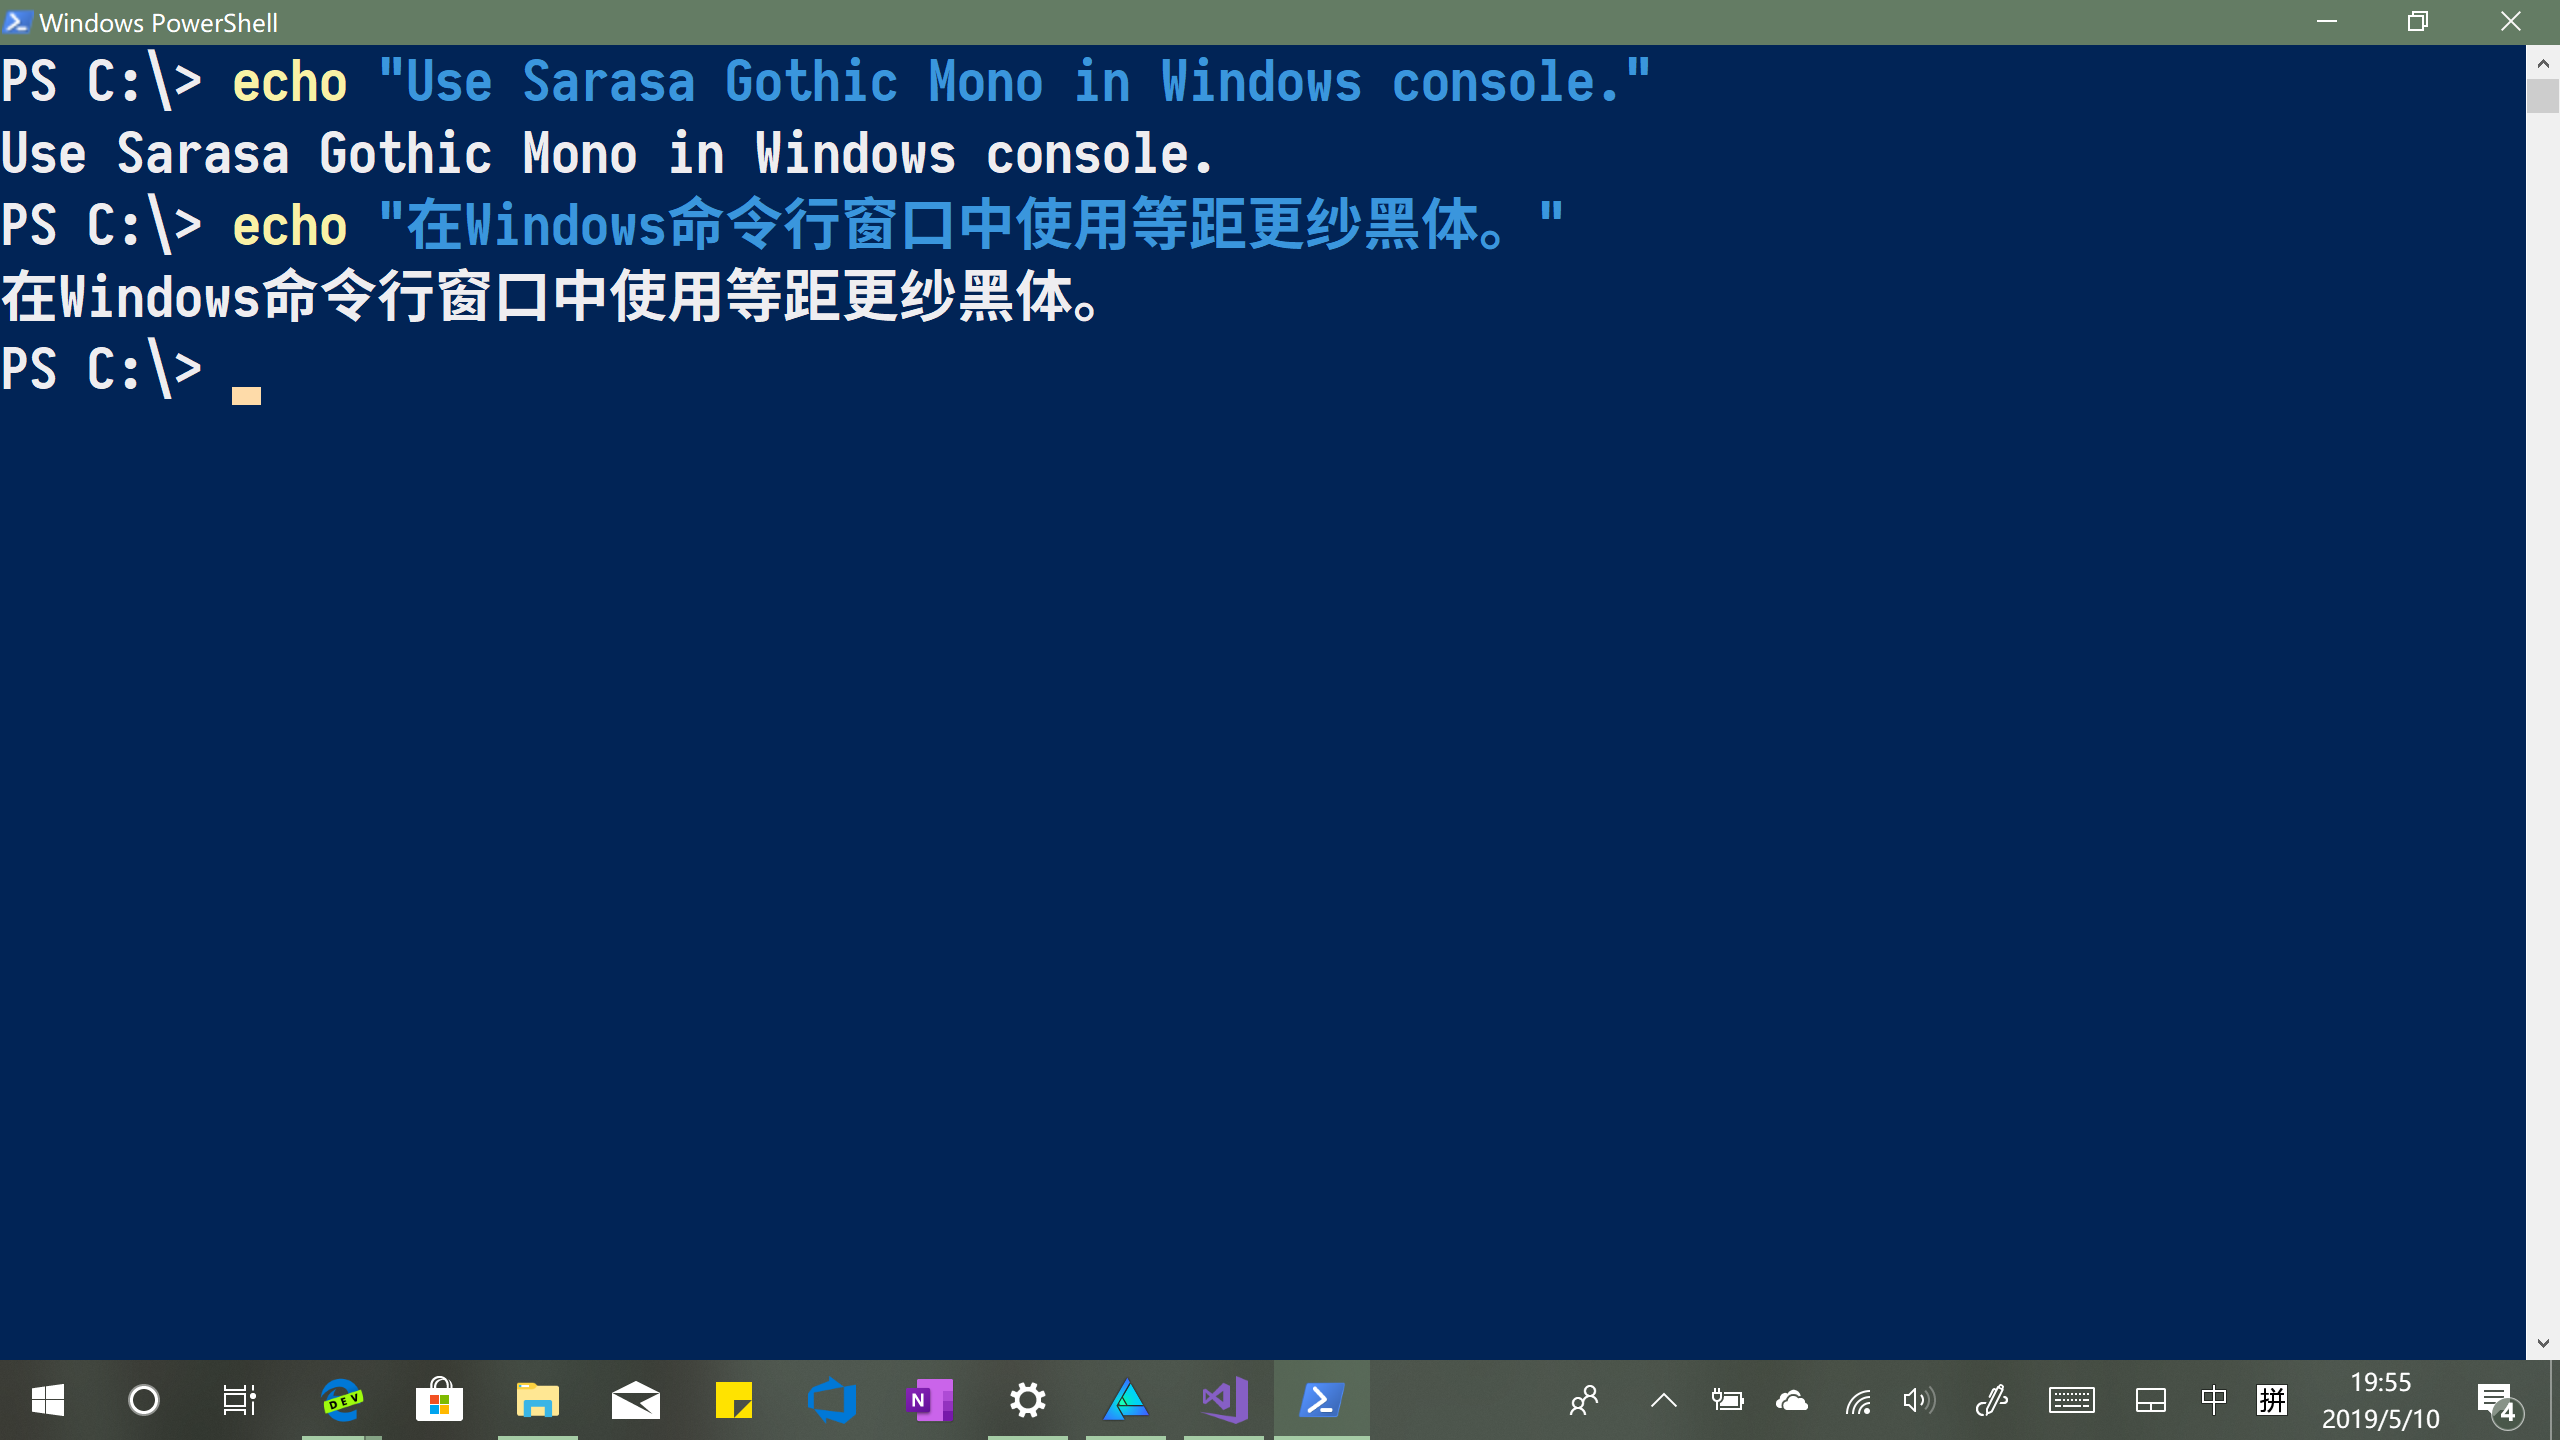 Windows PowerShell
PS C:\> echo "Use Sarasa Gothic Mono in Windows console."
Use Sarasa Gothic Mono in Windows console.
PS C:\> echo "在Windows命令行窗口中使用等距更纱黑体。"
在Windows命令行窗口中使用等距更纱黑体。
PS C:\>
DEV
N
中
拼
19:55
2019/5/10
4